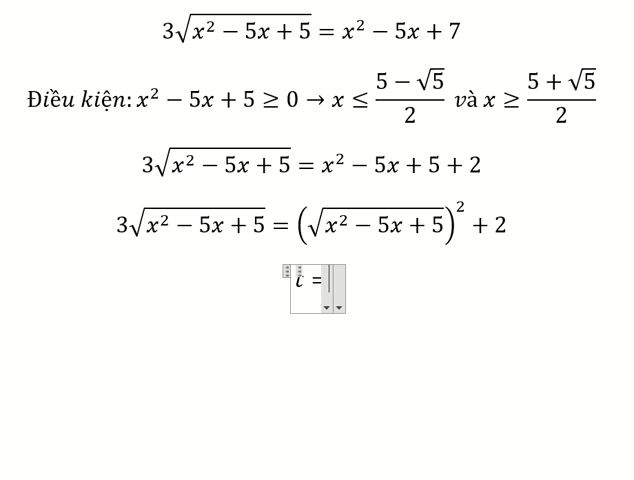 3√(x² − 5x + 5) = x² − 5x + 7
Điều kiện: x² − 5x + 5 ≥ 0 → x ≤ (5 − √5)/2 và x ≥ (5 + √5)/2
3√(x² − 5x + 5) = x² − 5x + 5 + 2
3√(x² − 5x + 5) = (√(x² − 5x + 5))² + 2
t =